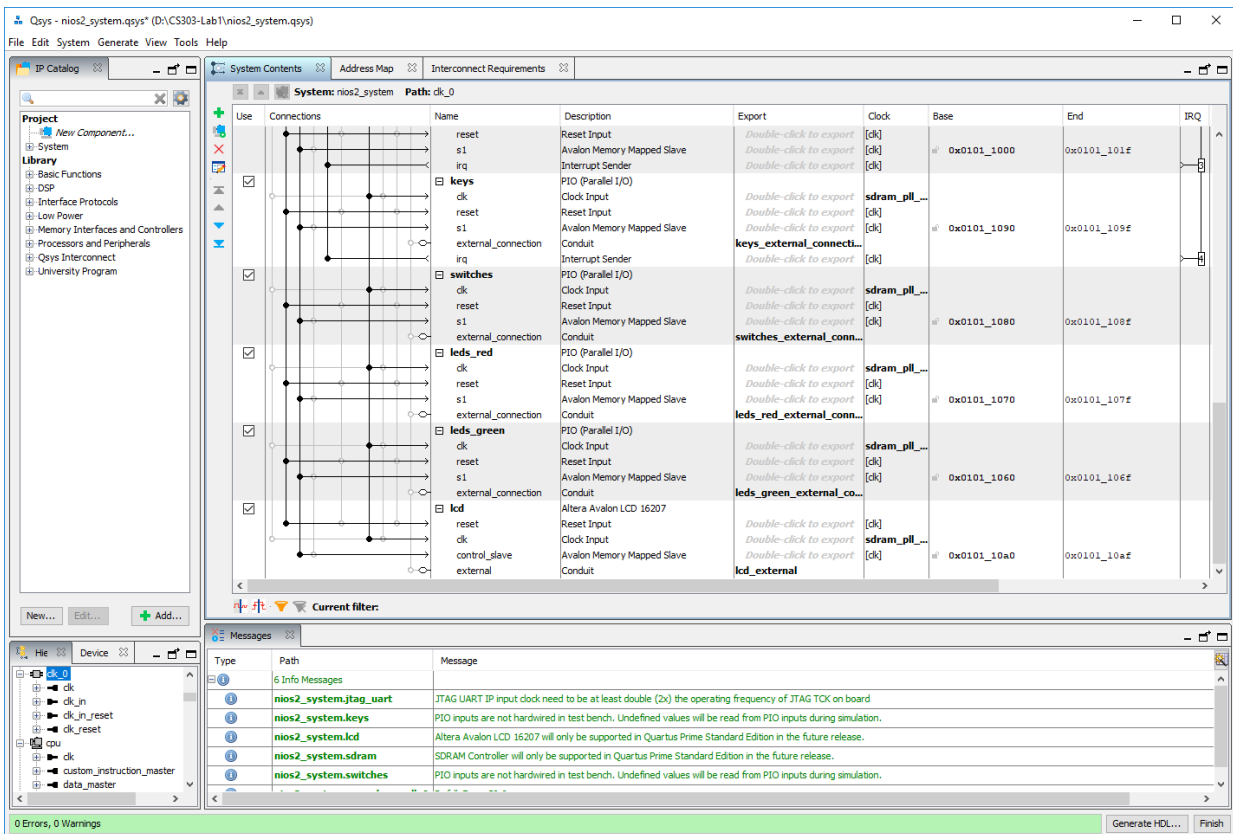 Qsys - nios2_system.qsys* (D:\CS303-Lab1\nios2_system.qsys)
File Edit System Generate View Tools Help
IP Catalog
Project
New Component...
System
Library
Basic Functions
DSP
Interface Protocols
Low Power
Memory Interfaces and Controllers
Processors and Peripherals
Qsys Interconnect
University Program
New... Edit... Add...
System Contents Address Map Interconnect Requirements
System: nios2_system Path: clk_0
Use Connections Name Description Export Clock Base End IRQ
reset Reset Input Double-click to export [clk]
s1 Avalon Memory Mapped Slave Double-click to export [clk] 0x0101_1000 0x0101_101f
irq Interrupt Sender Double-click to export [clk] 3
keys PIO (Parallel I/O)
clk Clock Input Double-click to export sdram_pll_...
reset Reset Input Double-click to export [clk]
s1 Avalon Memory Mapped Slave Double-click to export [clk] 0x0101_1090 0x0101_109f
external_connection Conduit keys_external_connecti...
irq Interrupt Sender Double-click to export [clk] 4
switches PIO (Parallel I/O)
clk Clock Input Double-click to export sdram_pll_...
reset Reset Input Double-click to export [clk]
s1 Avalon Memory Mapped Slave Double-click to export [clk] 0x0101_1080 0x0101_108f
external_connection Conduit switches_external_conn...
leds_red PIO (Parallel I/O)
clk Clock Input Double-click to export sdram_pll_...
reset Reset Input Double-click to export [clk]
s1 Avalon Memory Mapped Slave Double-click to export [clk] 0x0101_1070 0x0101_107f
external_connection Conduit leds_red_external_conn...
leds_green PIO (Parallel I/O)
clk Clock Input Double-click to export sdram_pll_...
reset Reset Input Double-click to export [clk]
s1 Avalon Memory Mapped Slave Double-click to export [clk] 0x0101_1060 0x0101_106f
external_connection Conduit leds_green_external_co...
lcd Altera Avalon LCD 16207
reset Reset Input Double-click to export [clk]
clk Clock Input Double-click to export sdram_pll_...
control_slave Avalon Memory Mapped Slave Double-click to export [clk] 0x0101_10a0 0x0101_10af
external Conduit lcd_external
Current filter:
Hie Device
clk_0
clk
clk_in
clk_in_reset
clk_reset
cpu
clk
custom_instruction_master
data_master
Messages
Type Path Message
6 Info Messages
nios2_system.jtag_uart JTAG UART IP input clock need to be at least double (2x) the operating frequency of JTAG TCK on board
nios2_system.keys PIO inputs are not hardwired in test bench. Undefined values will be read from PIO inputs during simulation.
nios2_system.lcd Altera Avalon LCD 16207 will only be supported in Quartus Prime Standard Edition in the future release.
nios2_system.sdram SDRAM Controller will only be supported in Quartus Prime Standard Edition in the future release.
nios2_system.switches PIO inputs are not hardwired in test bench. Undefined values will be read from PIO inputs during simulation.
0 Errors, 0 Warnings
Generate HDL... Finish